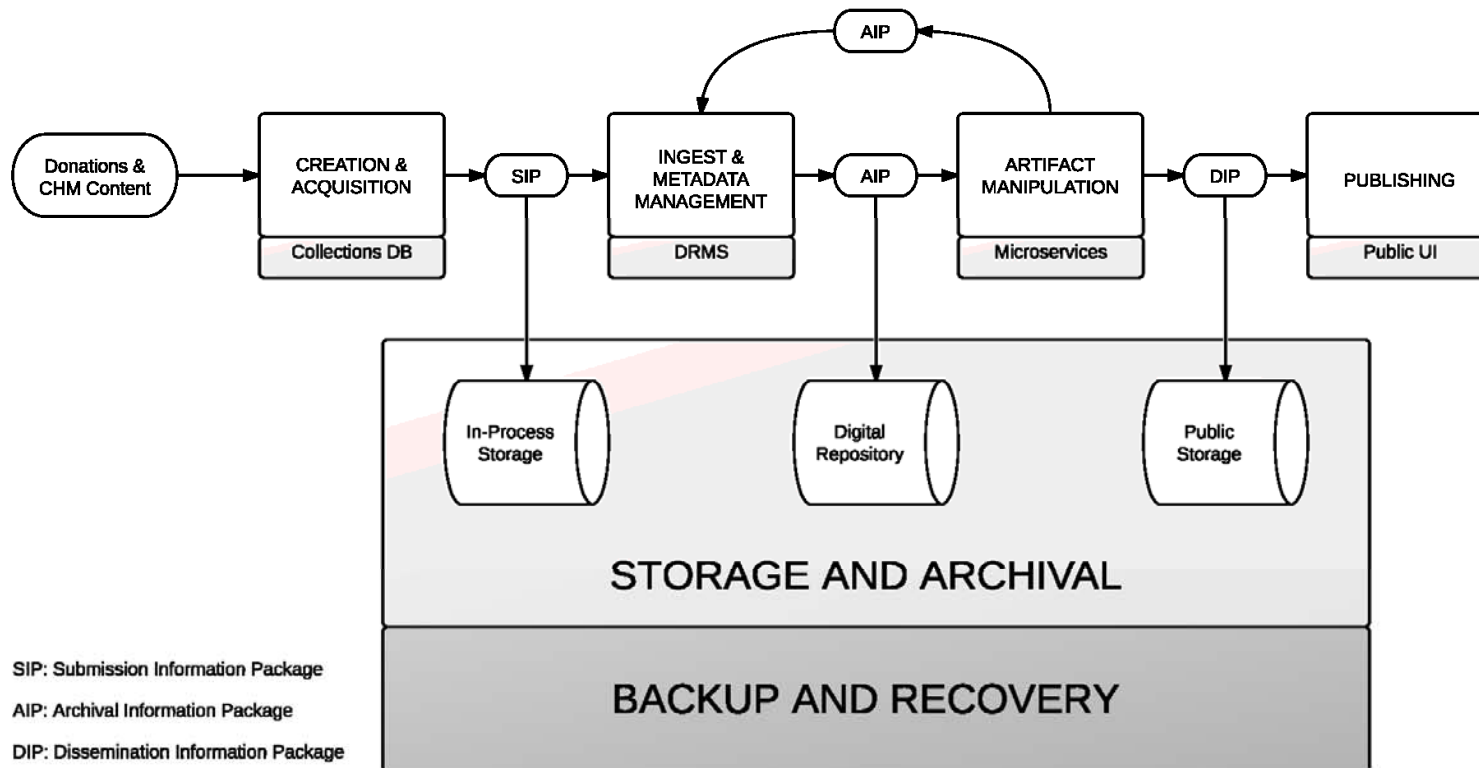 AIP
Donations &
CHM Content
CREATION &
ACQUISITION
Collections DB
SIP
INGEST &
METADATA
MANAGEMENT
DRMS
AIP
ARTIFACT
MANIPULATION
Microservices
DIP
PUBLISHING
Public UI
In-Process
Storage
Digital
Repository
Public
Storage
STORAGE AND ARCHIVAL
BACKUP AND RECOVERY
SIP: Submission Information Package
AIP: Archival Information Package
DIP: Dissemination Information Package